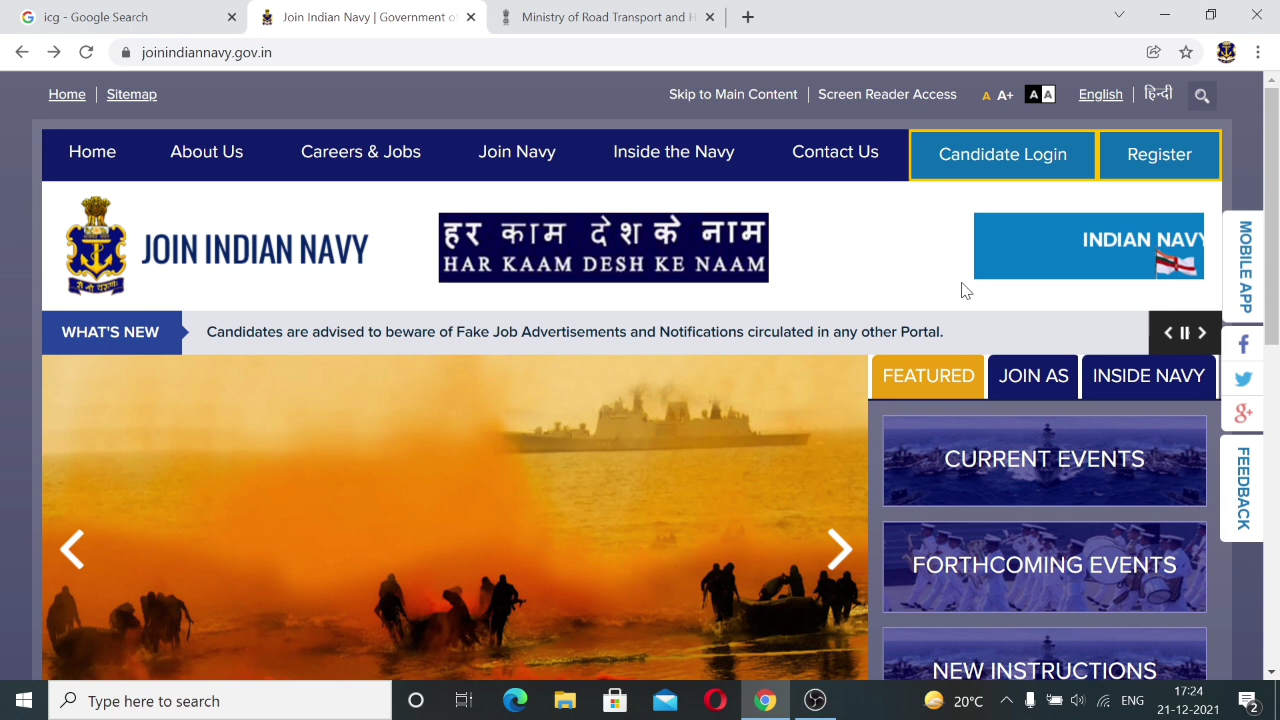 icg - Google Search
Join Indian Navy | Government o
Ministry of Road Transport and H
joinindiannavy.gov.in
Home
Sitemap
Skip to Main Content
Screen Reader Access
A A+ A A
English
हिन्दी
Home
About Us
Careers & Jobs
Join Navy
Inside the Navy
Contact Us
Candidate Login
Register
JOIN INDIAN NAVY
हर काम देश के नाम
HAR KAAM DESH KE NAAM
INDIAN NAVY
MOBILE APP
WHAT'S NEW
Candidates are advised to beware of Fake Job Advertisements and Notifications circulated in any other Portal.
FEATURED
JOIN AS
INSIDE NAVY
CURRENT EVENTS
FORTHCOMING EVENTS
NEW INSTRUCTIONS
FEEDBACK
Type here to search
20°C
ENG
17:24
21-12-2021
2